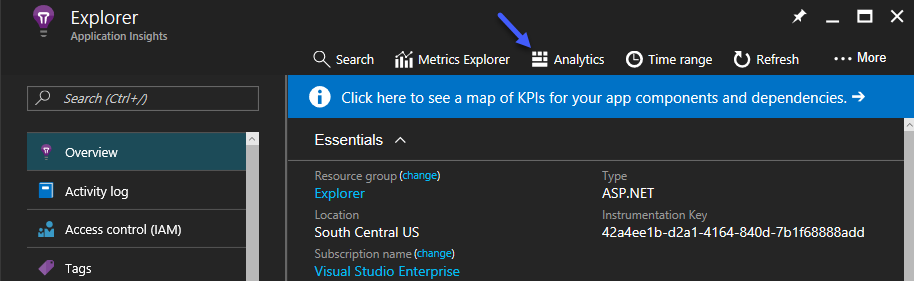 Explorer
Application Insights
Search Metrics Explorer Analytics Time range Refresh ••• More
Search (Ctrl+/)
Click here to see a map of KPIs for your app components and dependencies. →
Overview
Essentials
Activity log
Resource group (change)
Explorer
Type
ASP.NET
Access control (IAM)
Location
South Central US
Instrumentation Key
42a4ee1b-d2a1-4164-840d-7b1f68888add
Tags
Subscription name (change)
Visual Studio Enterprise